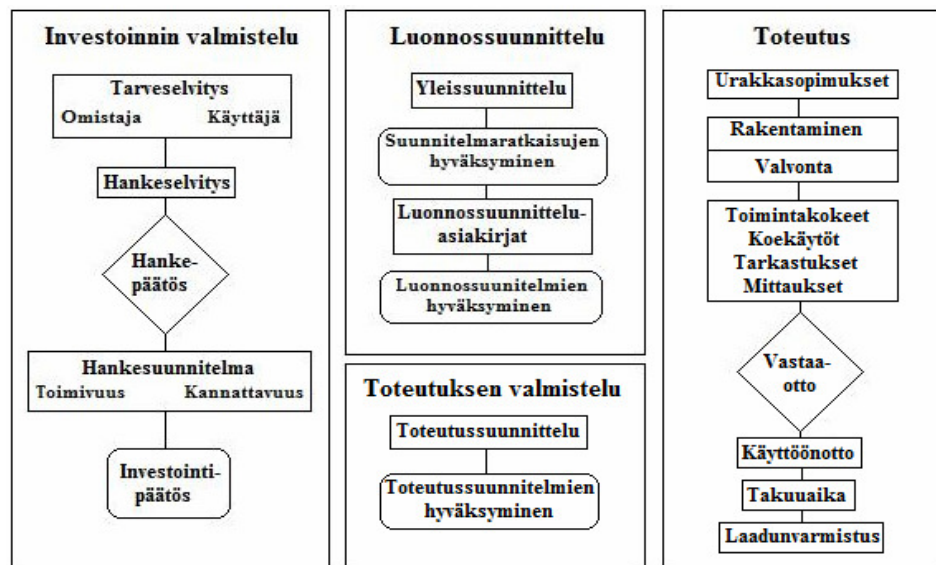 Investoinnin valmistelu
Tarveselvitys
Omistaja Käyttäjä
Hankeselvitys
Hanke-
päätös
Hankesuunnitelma
Toimivuus Kannattavuus
Investointi-
päätös
Luonnossuunnittelu
Yleissuunnittelu
Suunnitelmaratkaisujen
hyväksyminen
Luonnossuunnittelu-
asiakirjat
Luonnossuunitelmien
hyväksyminen
Toteutuksen valmistelu
Toteutussuunnittelu
Toteutussuunnitelmien
hyväksyminen
Toteutus
Urakkasopimukset
Rakentaminen
Valvonta
Toimintakokeet
Koekäytöt
Tarkastukset
Mittaukset
Vastaa-
otto
Käyttöönotto
Takuuaika
Laadunvarmistus